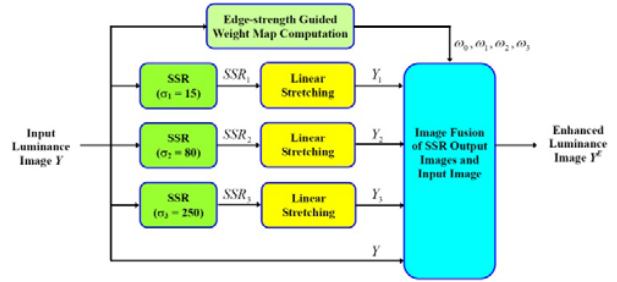 Edge-strength Guided
Weight Map Computation
ω₀, ω₁, ω₂, ω₃
SSR
(σ₁ = 15)
SSR₁
Linear
Stretching
Y₁
Input
Luminance
Image Y
SSR
(σ₂ = 80)
SSR₂
Linear
Stretching
Y₂
Image Fusion
of SSR Output
Images and
Input Image
Enhanced
Luminance
Image Yᴱ
SSR
(σ₃ = 250)
SSR₃
Linear
Stretching
Y₃
Y